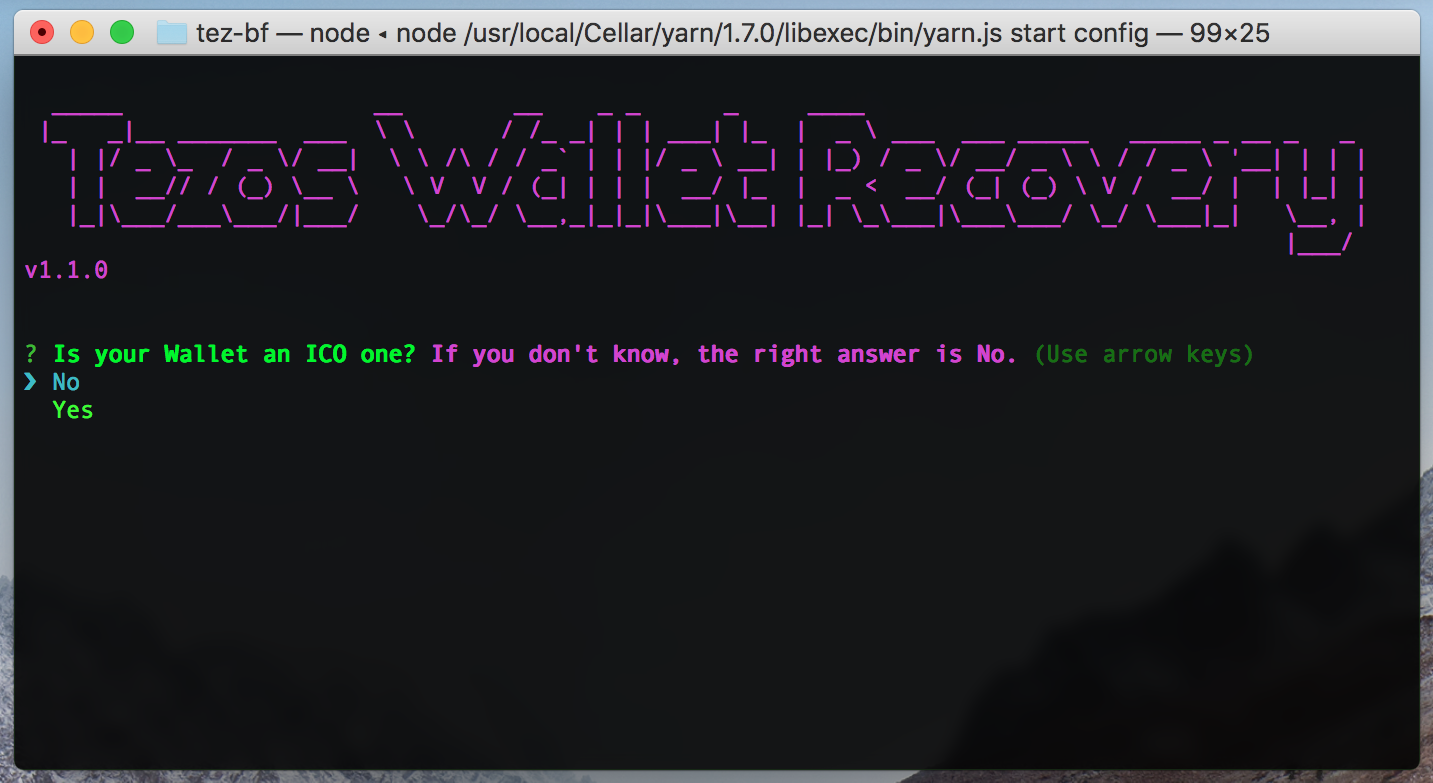 tez-bf — node ◂ node /usr/local/Cellar/yarn/1.7.0/libexec/bin/yarn.js start config — 99×25
Tezos Wallet Recovery
v1.1.0
? Is your Wallet an ICO one? If you don't know, the right answer is No. (Use arrow keys)
❯ No
Yes